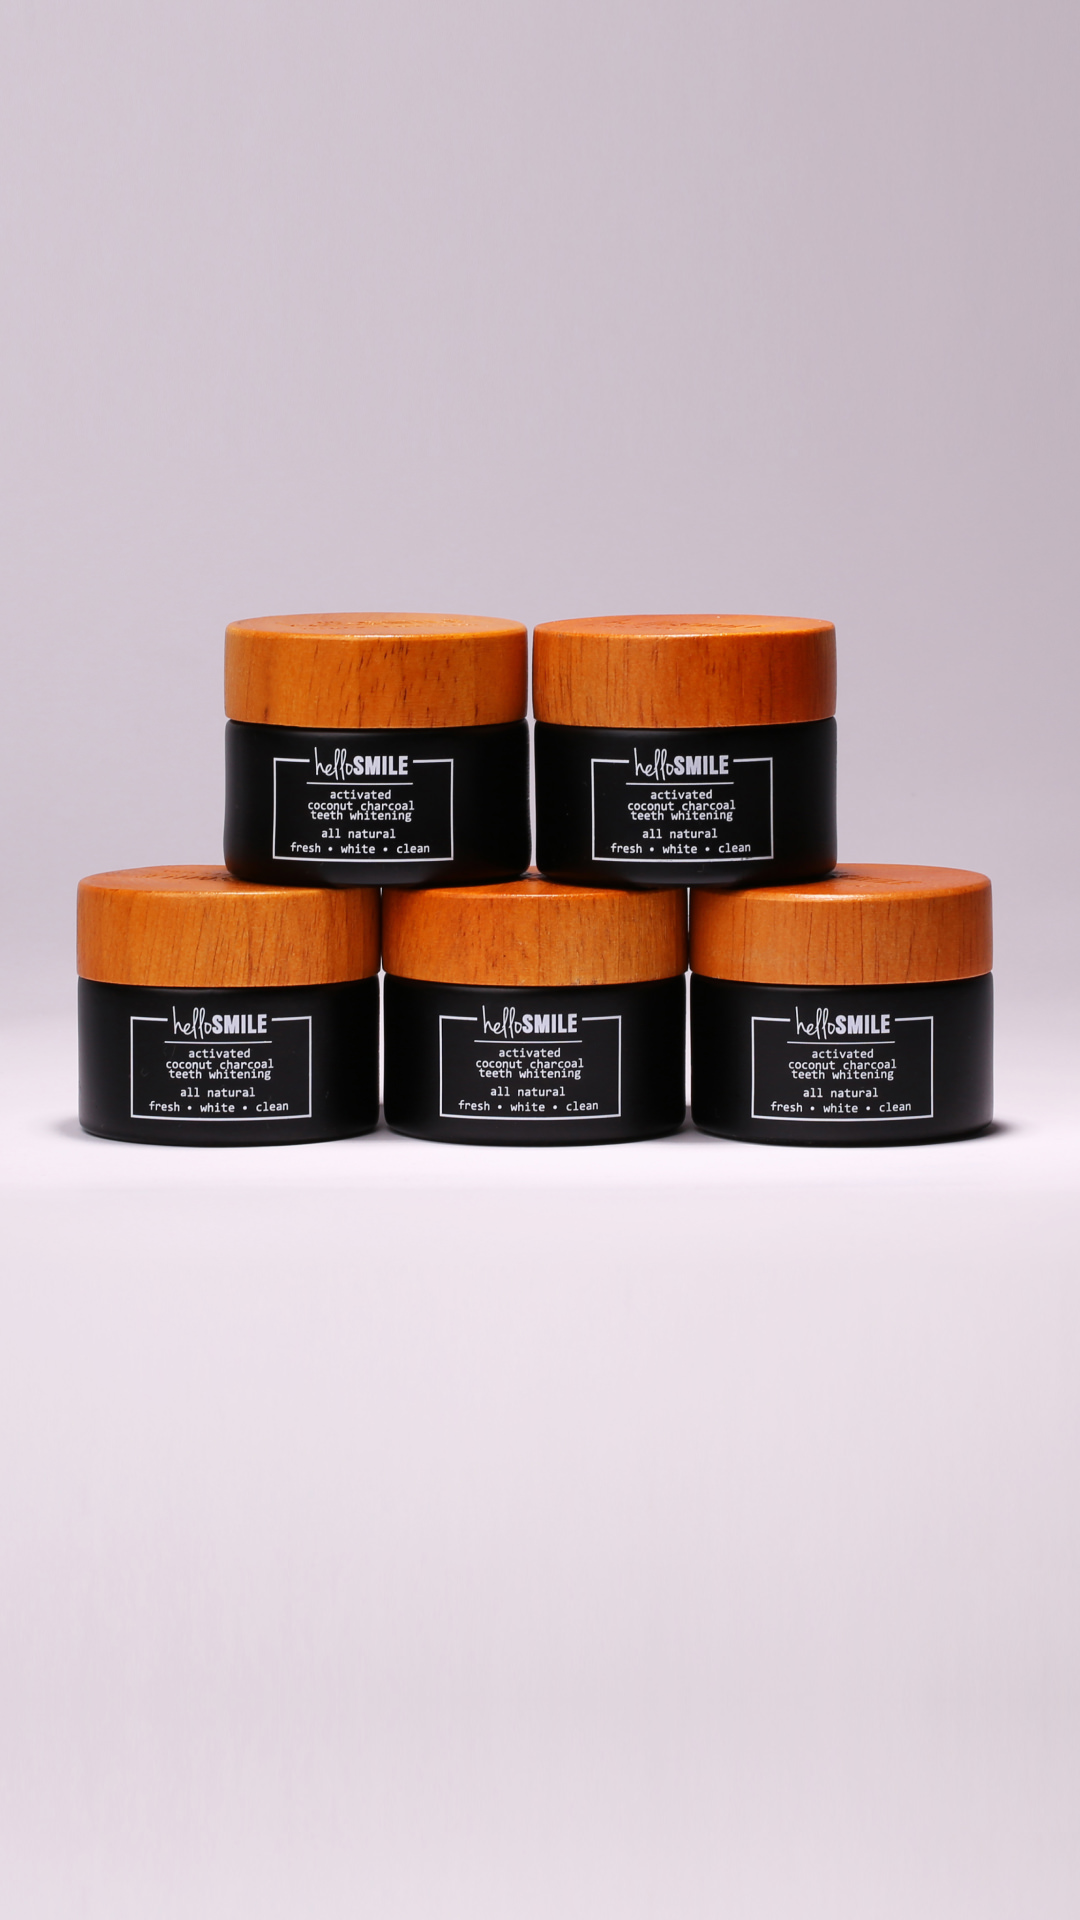 helloSMILE
activated
coconut charcoal
teeth whitening
all natural
fresh • white • clean
helloSMILE
activated
coconut charcoal
teeth whitening
all natural
fresh • white • clean
helloSMILE
activated
coconut charcoal
teeth whitening
all natural
fresh • white • clean
helloSMILE
activated
coconut charcoal
teeth whitening
all natural
fresh • white • clean
helloSMILE
activated
coconut charcoal
teeth whitening
all natural
fresh • white • clean